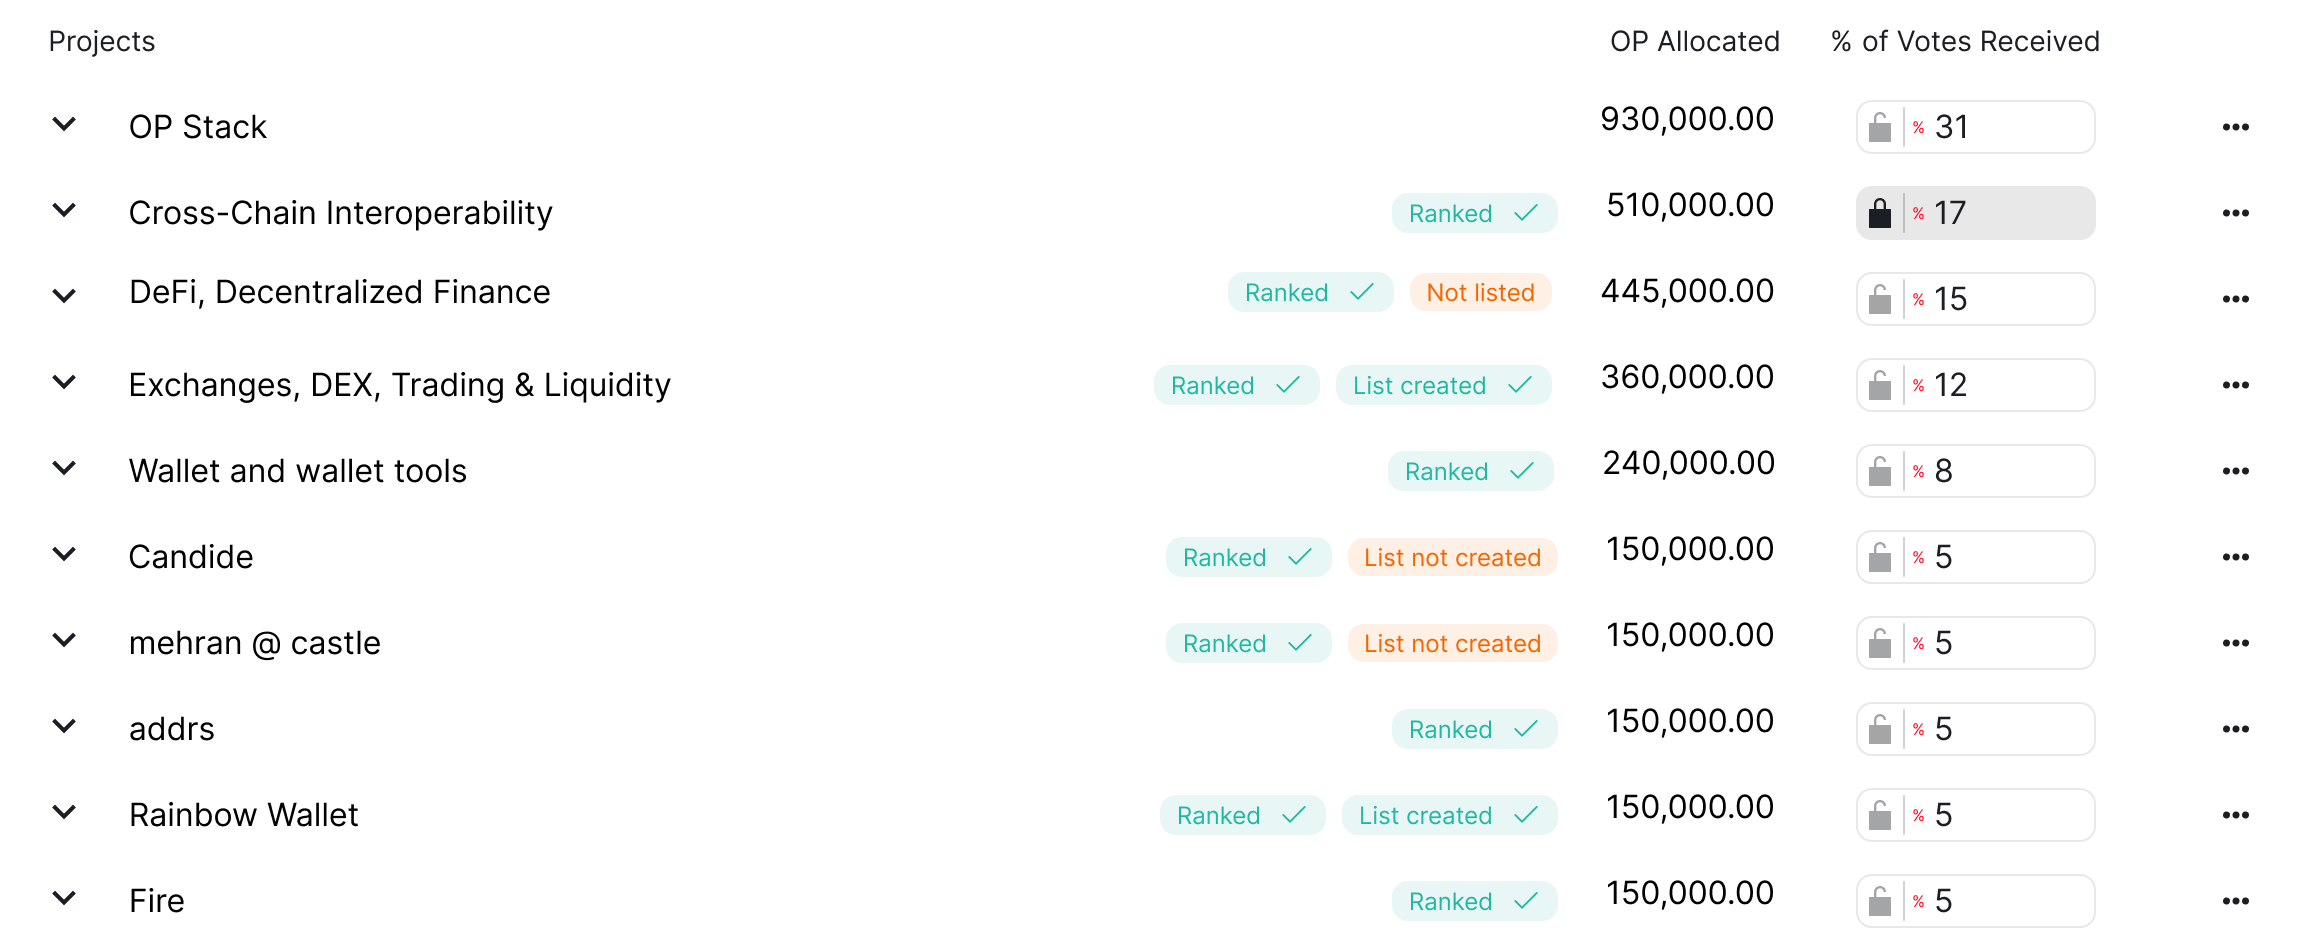 Projects OP Allocated % of Votes Received
OP Stack 930,000.00 % 31
Cross-Chain Interoperability Ranked 510,000.00 % 17
DeFi, Decentralized Finance Ranked Not listed 445,000.00 % 15
Exchanges, DEX, Trading & Liquidity Ranked List created 360,000.00 % 12
Wallet and wallet tools Ranked 240,000.00 % 8
Candide Ranked List not created 150,000.00 % 5
mehran @ castle Ranked List not created 150,000.00 % 5
addrs Ranked 150,000.00 % 5
Rainbow Wallet Ranked List created 150,000.00 % 5
Fire Ranked 150,000.00 % 5